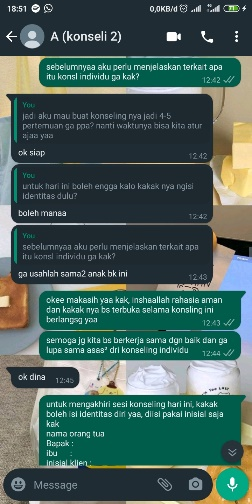 18:51
0,0KB/d
A (konseli 2)
sebelumnyaa aku perlu menjelaskan terkait apa
itu konsl individu ga kak?
12:42
You
jadi aku mau buat konseling nya jadi 4-5
pertemuan ga ppa? nanti waktunya bisa kita atur
ajaa yaa
ok siap
12:42
You
untuk hari ini boleh engga kalo kakak nya ngisi
identitas dulu?
boleh manaa
12:42
You
Sebelumnyaa aku perlu menjelaskan terkait apa
itu konsl individu ga kak?
ga usahlah sama2 anak bk ini
12:43
okee makasih yaa kak, inshaallah rahasia aman
dan kakak nya bs terbuka selama konsling ini
berlangsg yaa
12:43
semoga jg kita bs berkerja sama dgn baik dan ga
lupa sama asas² dri konseling individu
12:44
ok dina
12:45
untuk mengakhiri sesi konseling hari ini, kakak
boleh isi identitas diri yaa, diisi pakai inisial saja
kak
nama orang tua
Bapak:
ibu :
inisial klien :
Message